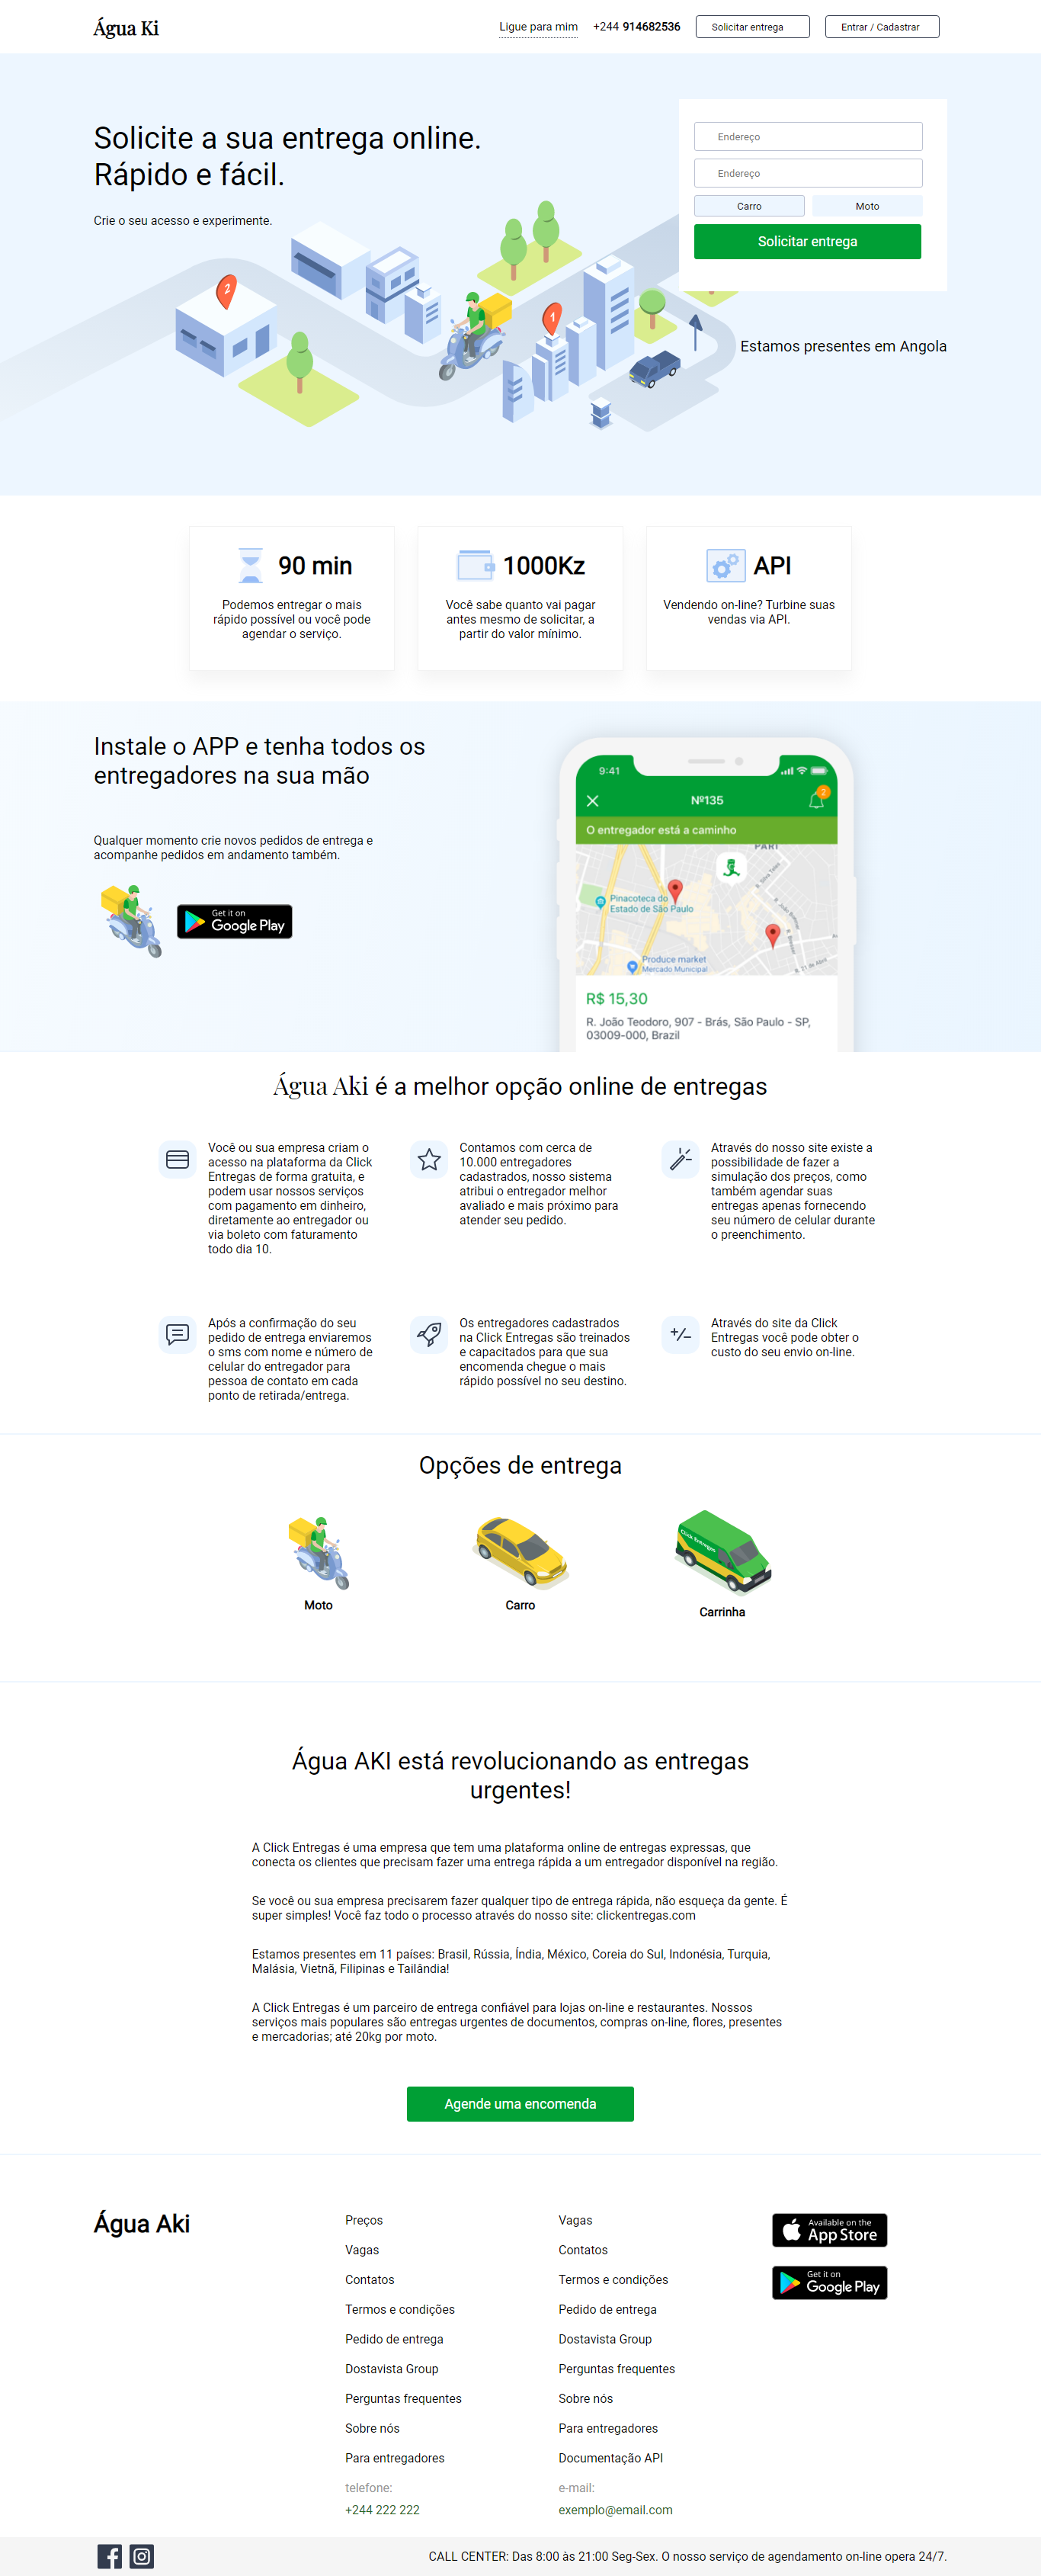 Água Ki
Ligue para mim
+244 914682536
Solicitar entrega
Entrar / Cadastrar
Solicite a sua entrega online.
Rápido e fácil.
Crie o seu acesso e experimente.
Endereço
Endereço
Carro
Moto
Solicitar entrega
2
1
Estamos presentes em Angola
90 min
Podemos entregar o mais
rápido possível ou você pode
agendar o serviço.
1000Kz
Você sabe quanto vai pagar
antes mesmo de solicitar, a
partir do valor mínimo.
API
Vendendo on-line? Turbine suas
vendas via API.
Instale o APP e tenha todos os
entregadores na sua mão
Qualquer momento crie novos pedidos de entrega e
acompanhe pedidos em andamento também.
Get it on
Google Play
9:41
2
Nº135
O entregador está a caminho
PARI
Pinacoteca do
Estado de São Paulo
Produce market
Mercado Municipal
R. 21 de Abril
R$ 15,30
R. João Teodoro, 907 - Brás, São Paulo - SP,
03009-000, Brazil
Água Aki é a melhor opção online de entregas
Você ou sua empresa criam o
acesso na plataforma da Click
Entregas de forma gratuita, e
podem usar nossos serviços
com pagamento em dinheiro,
diretamente ao entregador ou
via boleto com faturamento
todo dia 10.
Contamos com cerca de
10.000 entregadores
cadastrados, nosso sistema
atribui o entregador melhor
avaliado e mais próximo para
atender seu pedido.
Através do nosso site existe a
possibilidade de fazer a
simulação dos preços, como
também agendar suas
entregas apenas fornecendo
seu número de celular durante
o preenchimento.
Após a confirmação do seu
pedido de entrega enviaremos
o sms com nome e número de
celular do entregador para
pessoa de contato em cada
ponto de retirada/entrega.
Os entregadores cadastrados
na Click Entregas são treinados
e capacitados para que sua
encomenda chegue o mais
rápido possível no seu destino.
Através do site da Click
Entregas você pode obter o
custo do seu envio on-line.
Opções de entrega
Click Entregas
Moto
Carro
Carrinha
Água AKI está revolucionando as entregas
urgentes!
A Click Entregas é uma empresa que tem uma plataforma online de entregas expressas, que
conecta os clientes que precisam fazer uma entrega rápida a um entregador disponível na região.
Se você ou sua empresa precisarem fazer qualquer tipo de entrega rápida, não esqueça da gente. É
super simples! Você faz todo o processo através do nosso site: clickentregas.com
Estamos presentes em 11 países: Brasil, Rússia, Índia, México, Coreia do Sul, Indonésia, Turquia,
Malásia, Vietnã, Filipinas e Tailândia!
A Click Entregas é um parceiro de entrega confiável para lojas on-line e restaurantes. Nossos
serviços mais populares são entregas urgentes de documentos, compras on-line, flores, presentes
e mercadorias; até 20kg por moto.
Agende uma encomenda
Água Aki
Preços
Vagas
Contatos
Termos e condições
Pedido de entrega
Dostavista Group
Perguntas frequentes
Sobre nós
Para entregadores
telefone:
+244 222 222
Vagas
Contatos
Termos e condições
Pedido de entrega
Dostavista Group
Perguntas frequentes
Sobre nós
Para entregadores
Documentação API
e-mail:
exemplo@email.com
Available on the
App Store
Get it on
Google Play
CALL CENTER: Das 8:00 às 21:00 Seg-Sex. O nosso serviço de agendamento on-line opera 24/7.